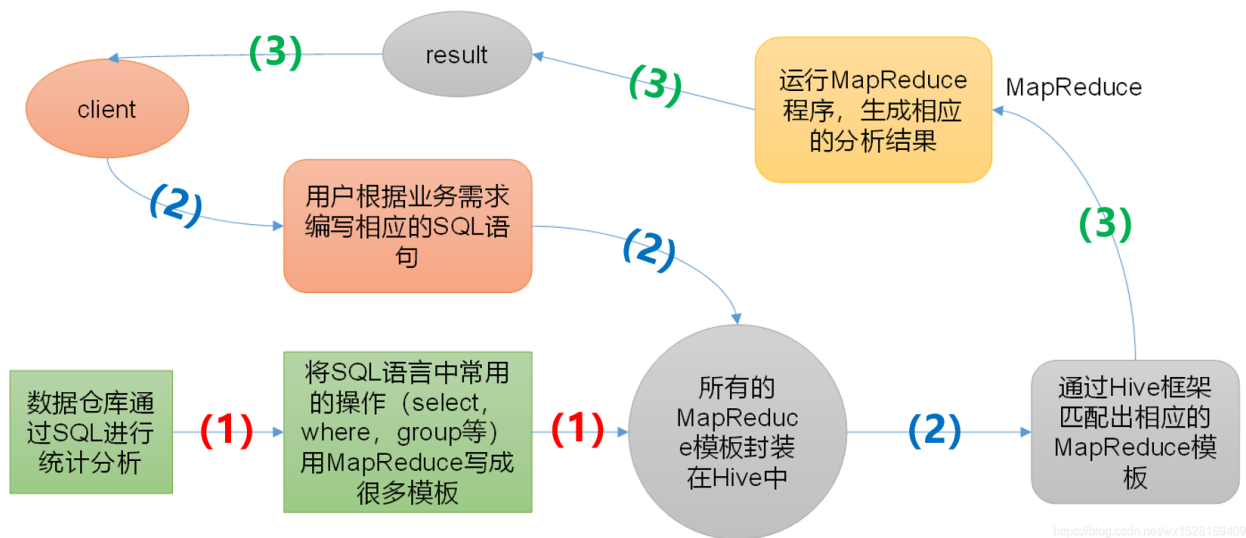 (3)
result
(3)
运行MapReduce
程序，生成相应
的分析结果
MapReduce
client
(2)
用户根据业务需求
编写相应的SQL语
句
(2)
(3)
数据仓库通
过SQL进行
统计分析
(1)
将SQL语言中常用
的操作（select，
where，group等）
用MapReduce写成
很多模板
(1)
所有的
MapReduc
e模板封装
在Hive中
(2)
通过Hive框架
匹配出相应的
MapReduce模
板
https://blog.csdn.net/wx1528159409